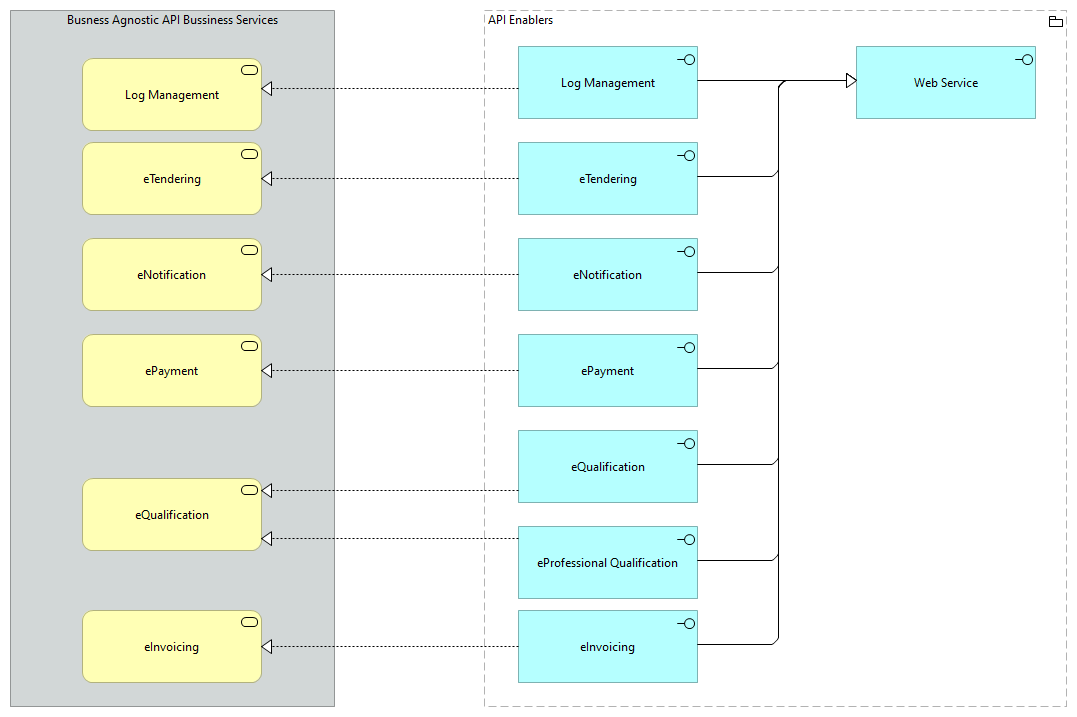 Busness Agnostic API Bussiness Services
Log Management
eTendering
eNotification
ePayment
eQualification
eInvoicing
API Enablers
Log Management
eTendering
eNotification
ePayment
eQualification
eProfessional Qualification
eInvoicing
Web Service